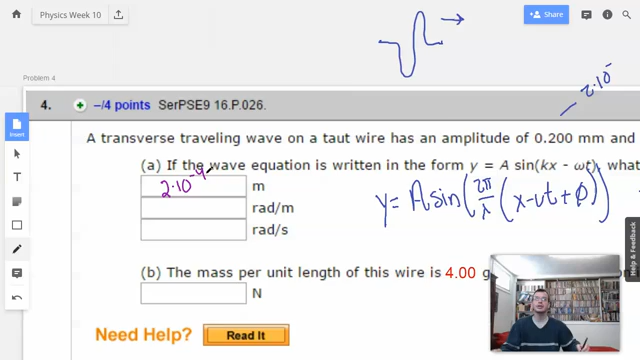 Physics Week 10
Share
Problem 4
4. –/4 points SerPSE9 16.P.026.
2·10⁻
A transverse traveling wave on a taut wire has an amplitude of 0.200 mm and
(a) If the wave equation is written in the form y = A sin(kx - ωt), what
Insert
2·10⁻⁴ m
rad/m
y = A sin(2π/λ (x-vt+ϕ))
rad/s
(b) The mass per unit length of this wire is 4.00 g
N
Need Help? Read It
Help & Feedback